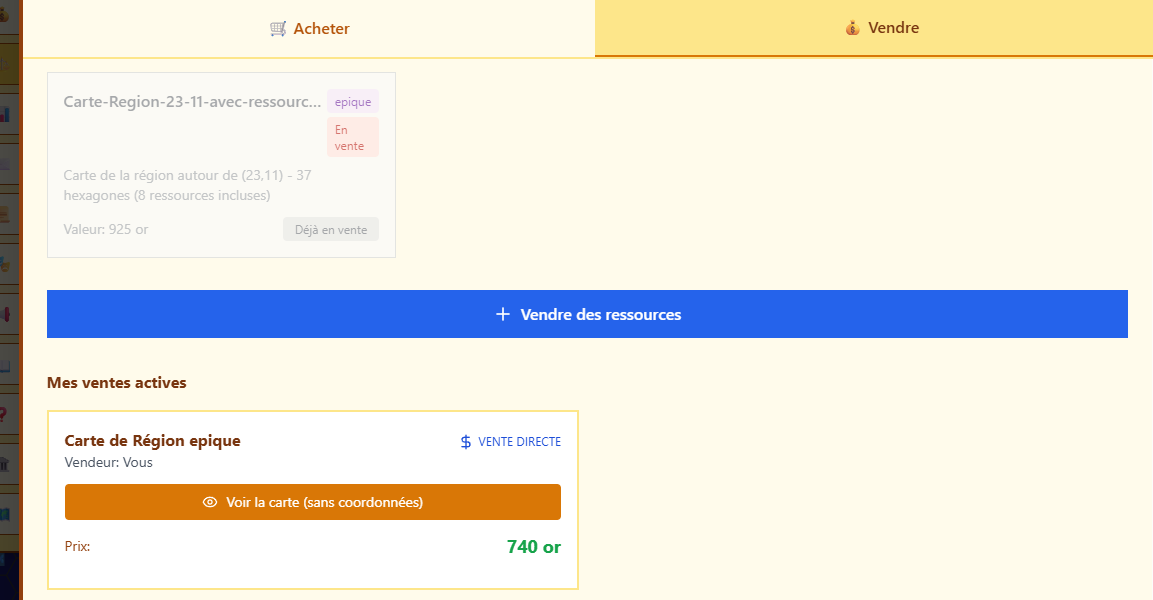 Acheter
Vendre
Carte-Region-23-11-avec-ressourc...
epique
En
vente
Carte de la région autour de (23,11) - 37
hexagones (8 ressources incluses)
Valeur: 925 or
Déjà en vente
Vendre des ressources
Mes ventes actives
Carte de Région epique
VENTE DIRECTE
Vendeur: Vous
Voir la carte (sans coordonnées)
Prix:
740 or